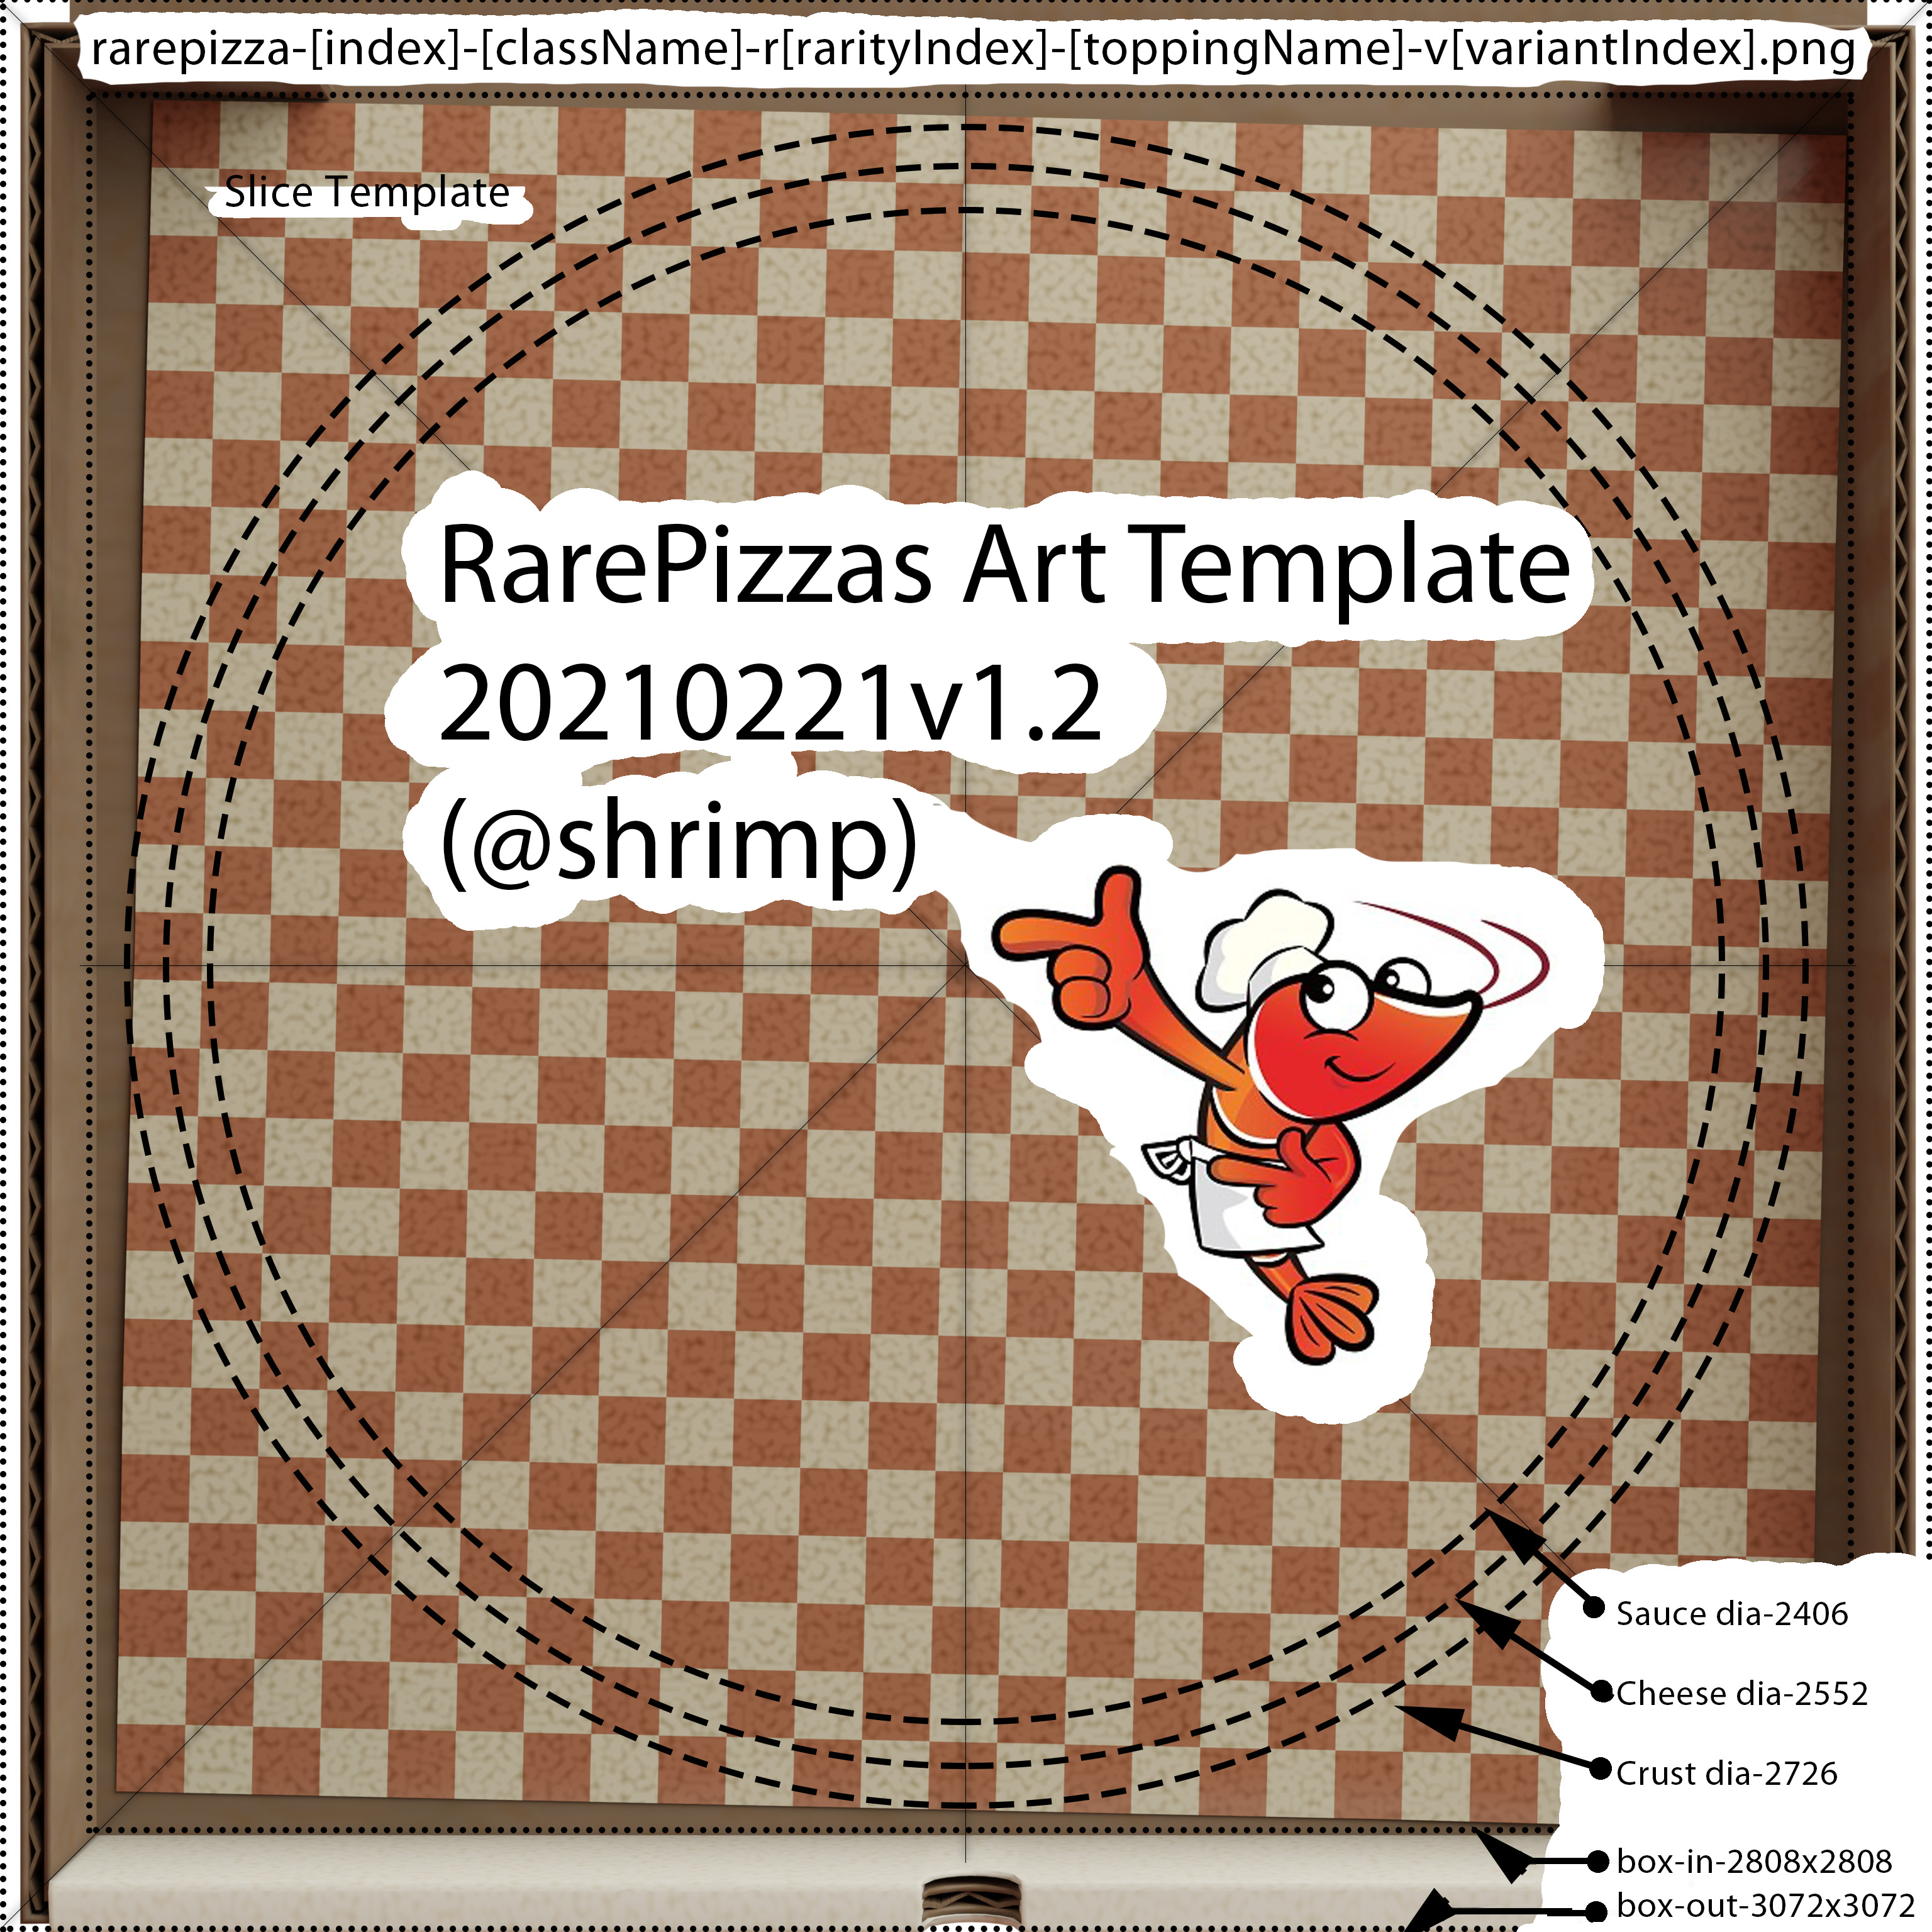 rarepizza-[index]-[className]-r[rarityIndex]-[toppingName]-v[variantIndex].png
Slice Template
RarePizzas Art Template
20210221v1.2
(@shrimp)
Sauce dia-2406
Cheese dia-2552
Crust dia-2726
box-in-2808x2808
box-out-3072x3072